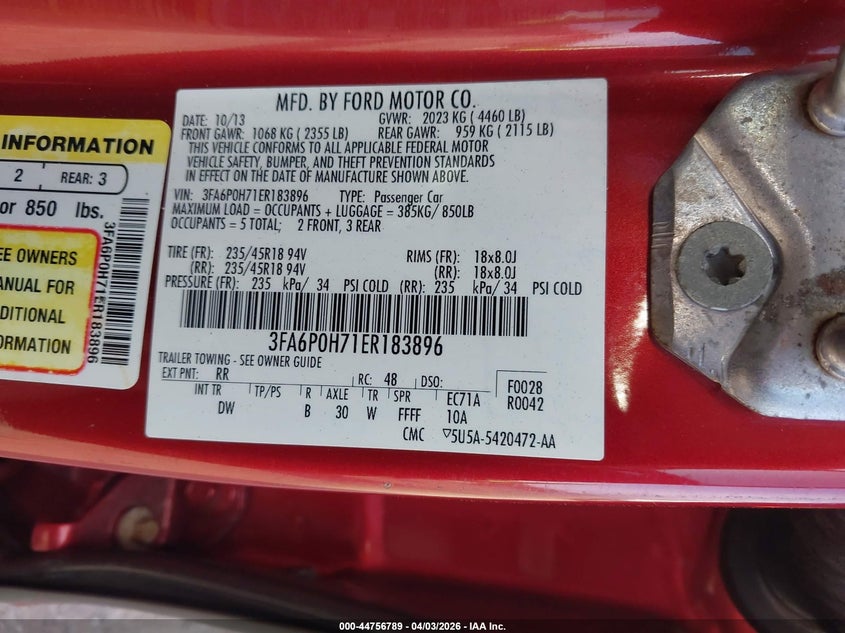 MFD. BY FORD MOTOR CO.
DATE: 10/13 GVWR: 2023 KG ( 4460 LB)
FRONT GAWR: 1068 KG ( 2355 LB) REAR GAWR: 959 KG ( 2115 LB)
THIS VEHICLE CONFORMS TO ALL APPLICABLE FEDERAL MOTOR
VEHICLE SAFETY, BUMPER, AND THEFT PREVENTION STANDARDS
IN EFFECT ON THE DATE OF MANUFACTURE SHOWN ABOVE.
VIN: 3FA6P0H71ER183896 TYPE: Passenger Car
MAXIMUM LOAD = OCCUPANTS + LUGGAGE = 385KG/ 850LB
OCCUPANTS = 5 TOTAL; 2 FRONT, 3 REAR
TIRE (FR): 235/45R18 94V RIMS (FR): 18x8.0J
(RR): 235/45R18 94V (RR): 18x8.0J
PRESSURE (FR): 235 kPa/ 34 PSI COLD (RR): 235 kPa/ 34 PSI COLD
3FA6P0H71ER183896
TRAILER TOWING - SEE OWNER GUIDE
EXT PNT: RR RC: 48 DSO: F0028
INT TR TP/PS R AXLE TR SPR EC71A R0042
DW B 30 W FFFF 10A
CMC ▽5U5A-5420472-AA
INFORMATION
2 REAR: 3
or 850 lbs.
EE OWNERS
ANUAL FOR
DITIONAL
FORMATION
3FA6P0H71ER183896
000-44756789 - 04/03/2026 - IAA Inc.